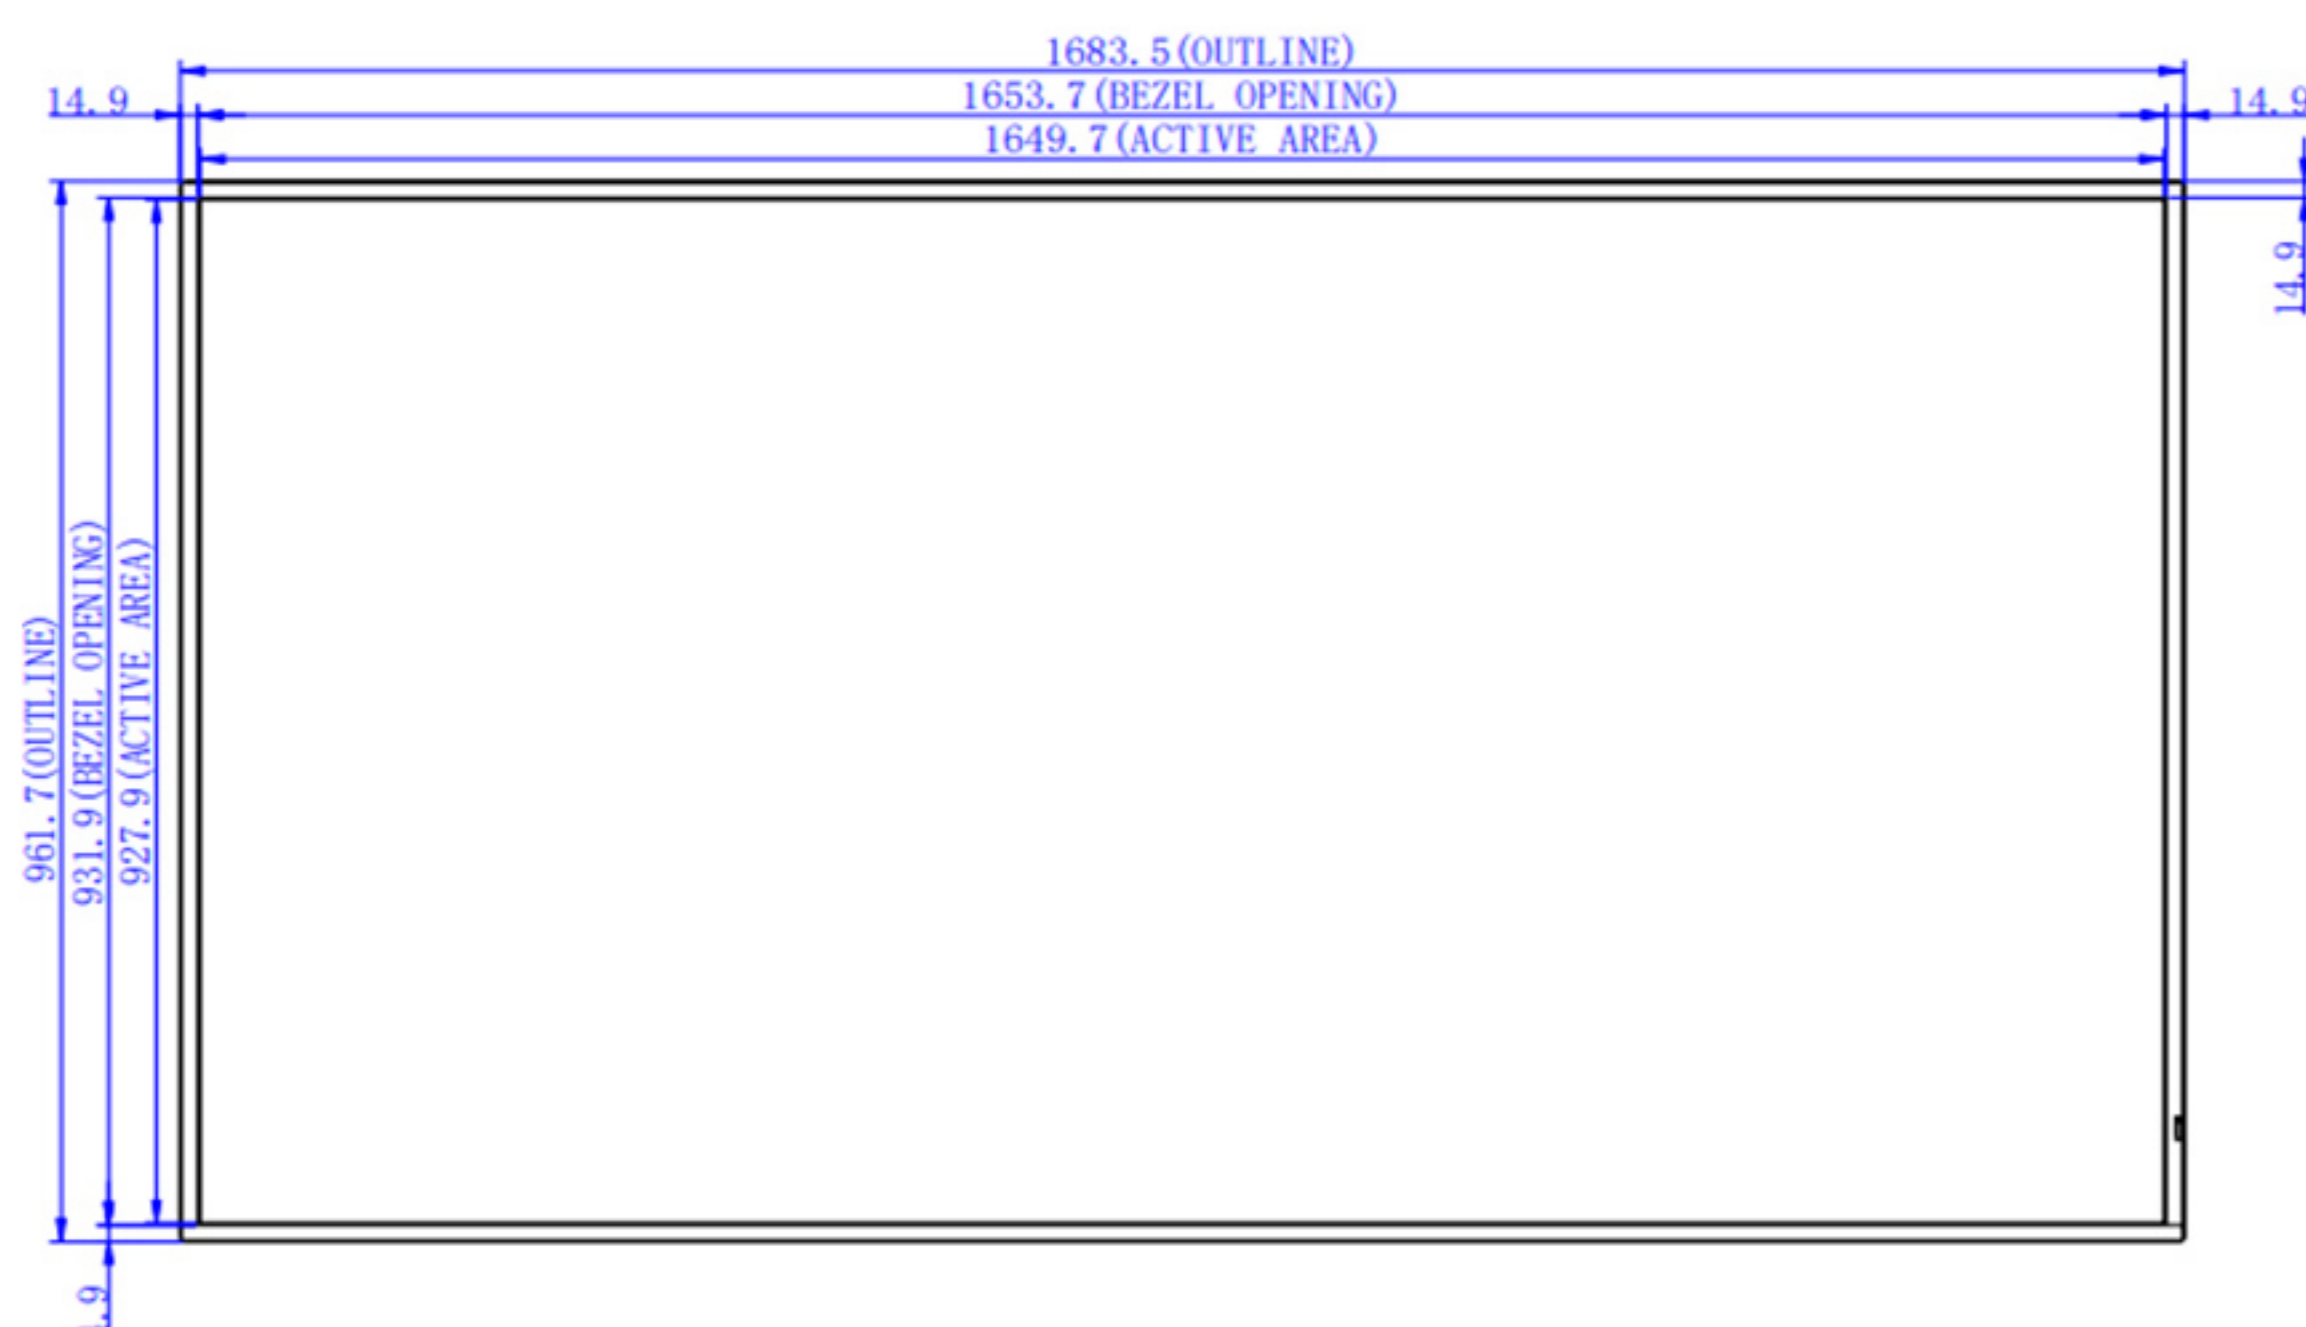 1683.5(OUTLINE)
14.9
1653.7(BEZEL OPENING)
14.9
1649.7(ACTIVE AREA)
14.9
961.7(OUTLINE)
931.9(BEZEL OPENING)
927.9(ACTIVE AREA)
.9